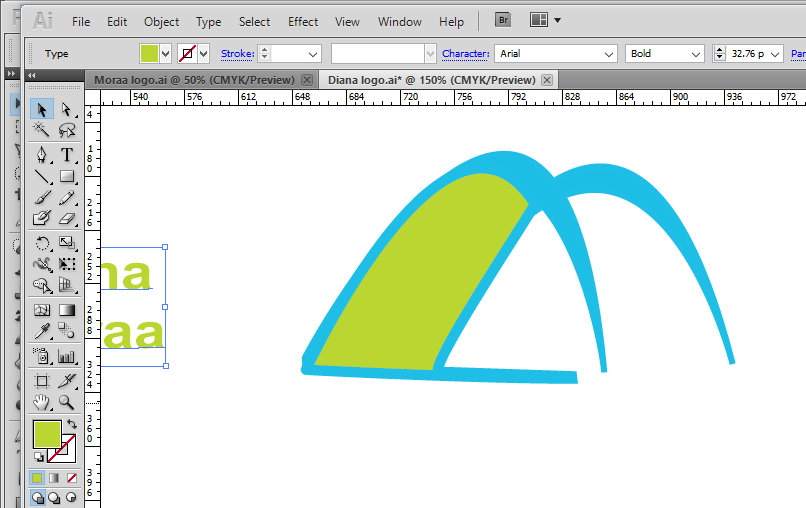 Ai File Edit Object Type Select Effect View Window Help Br
Type Stroke: Character: Arial Bold 32.76 p
Moraa logo.ai @ 50% (CMYK/Preview) Diana logo.ai* @ 150% (CMYK/Preview)
540 576 612 648 684 720 756 792 828 864 900 936 972
4
180
216
252
288
324
360
396
na
aa